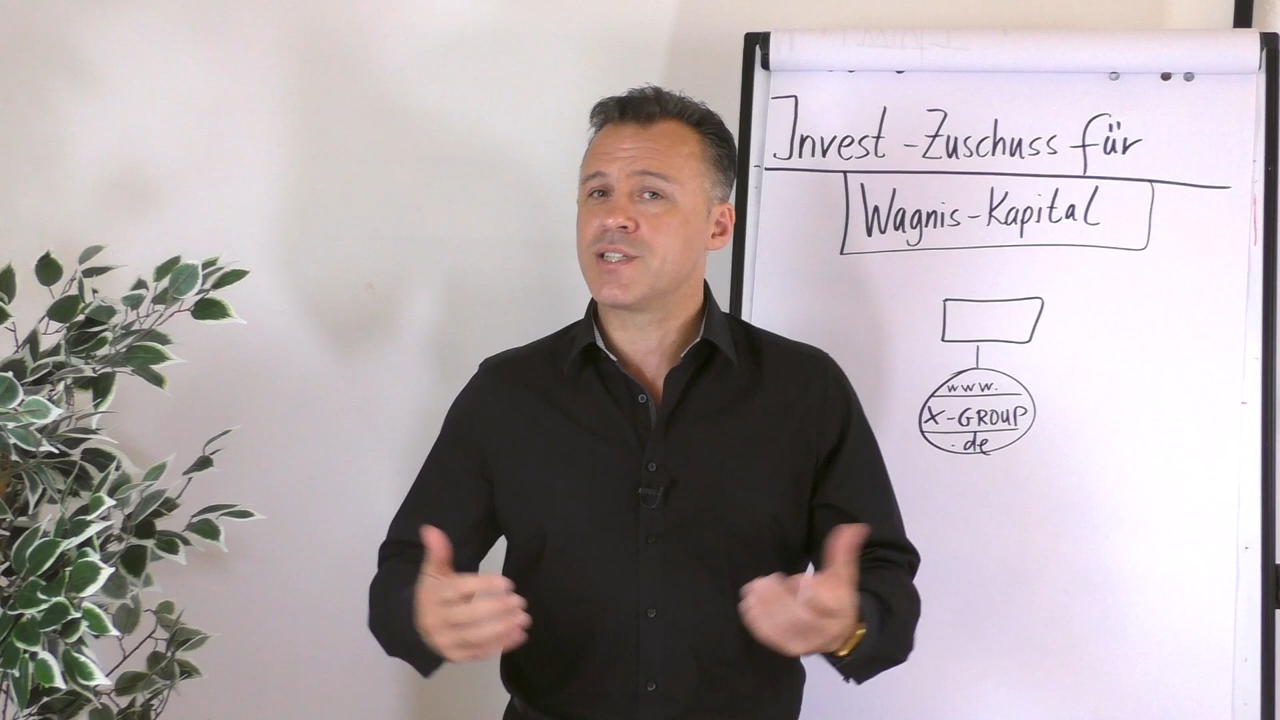 Invest-Zuschuss für
Wagnis-Kapital
www.
X-GROUP
.de